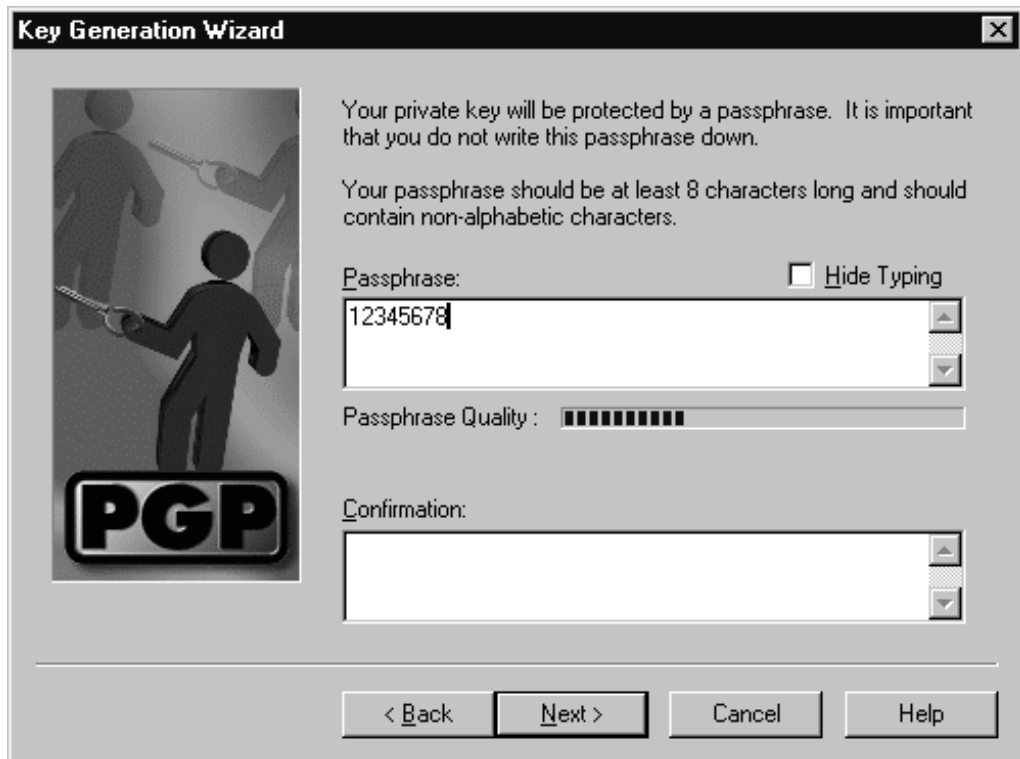 Key Generation Wizard
Your private key will be protected by a passphrase. It is important
that you do not write this passphrase down.
Your passphrase should be at least 8 characters long and should
contain non-alphabetic characters.
Passphrase:
Hide Typing
12345678
Passphrase Quality :
PGP
Confirmation:
< Back
Next >
Cancel
Help